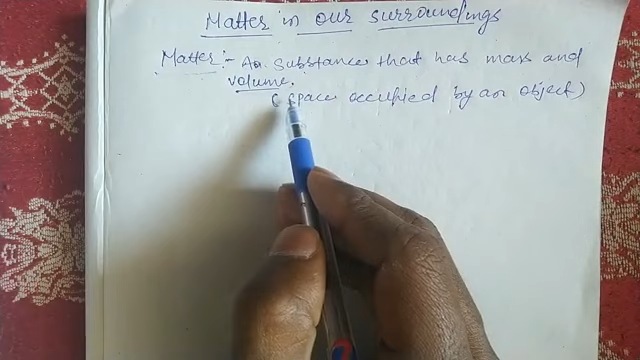 Matter in our surroundings
Matter:- An substance that has mass and
volume.
(space occupied by an object)